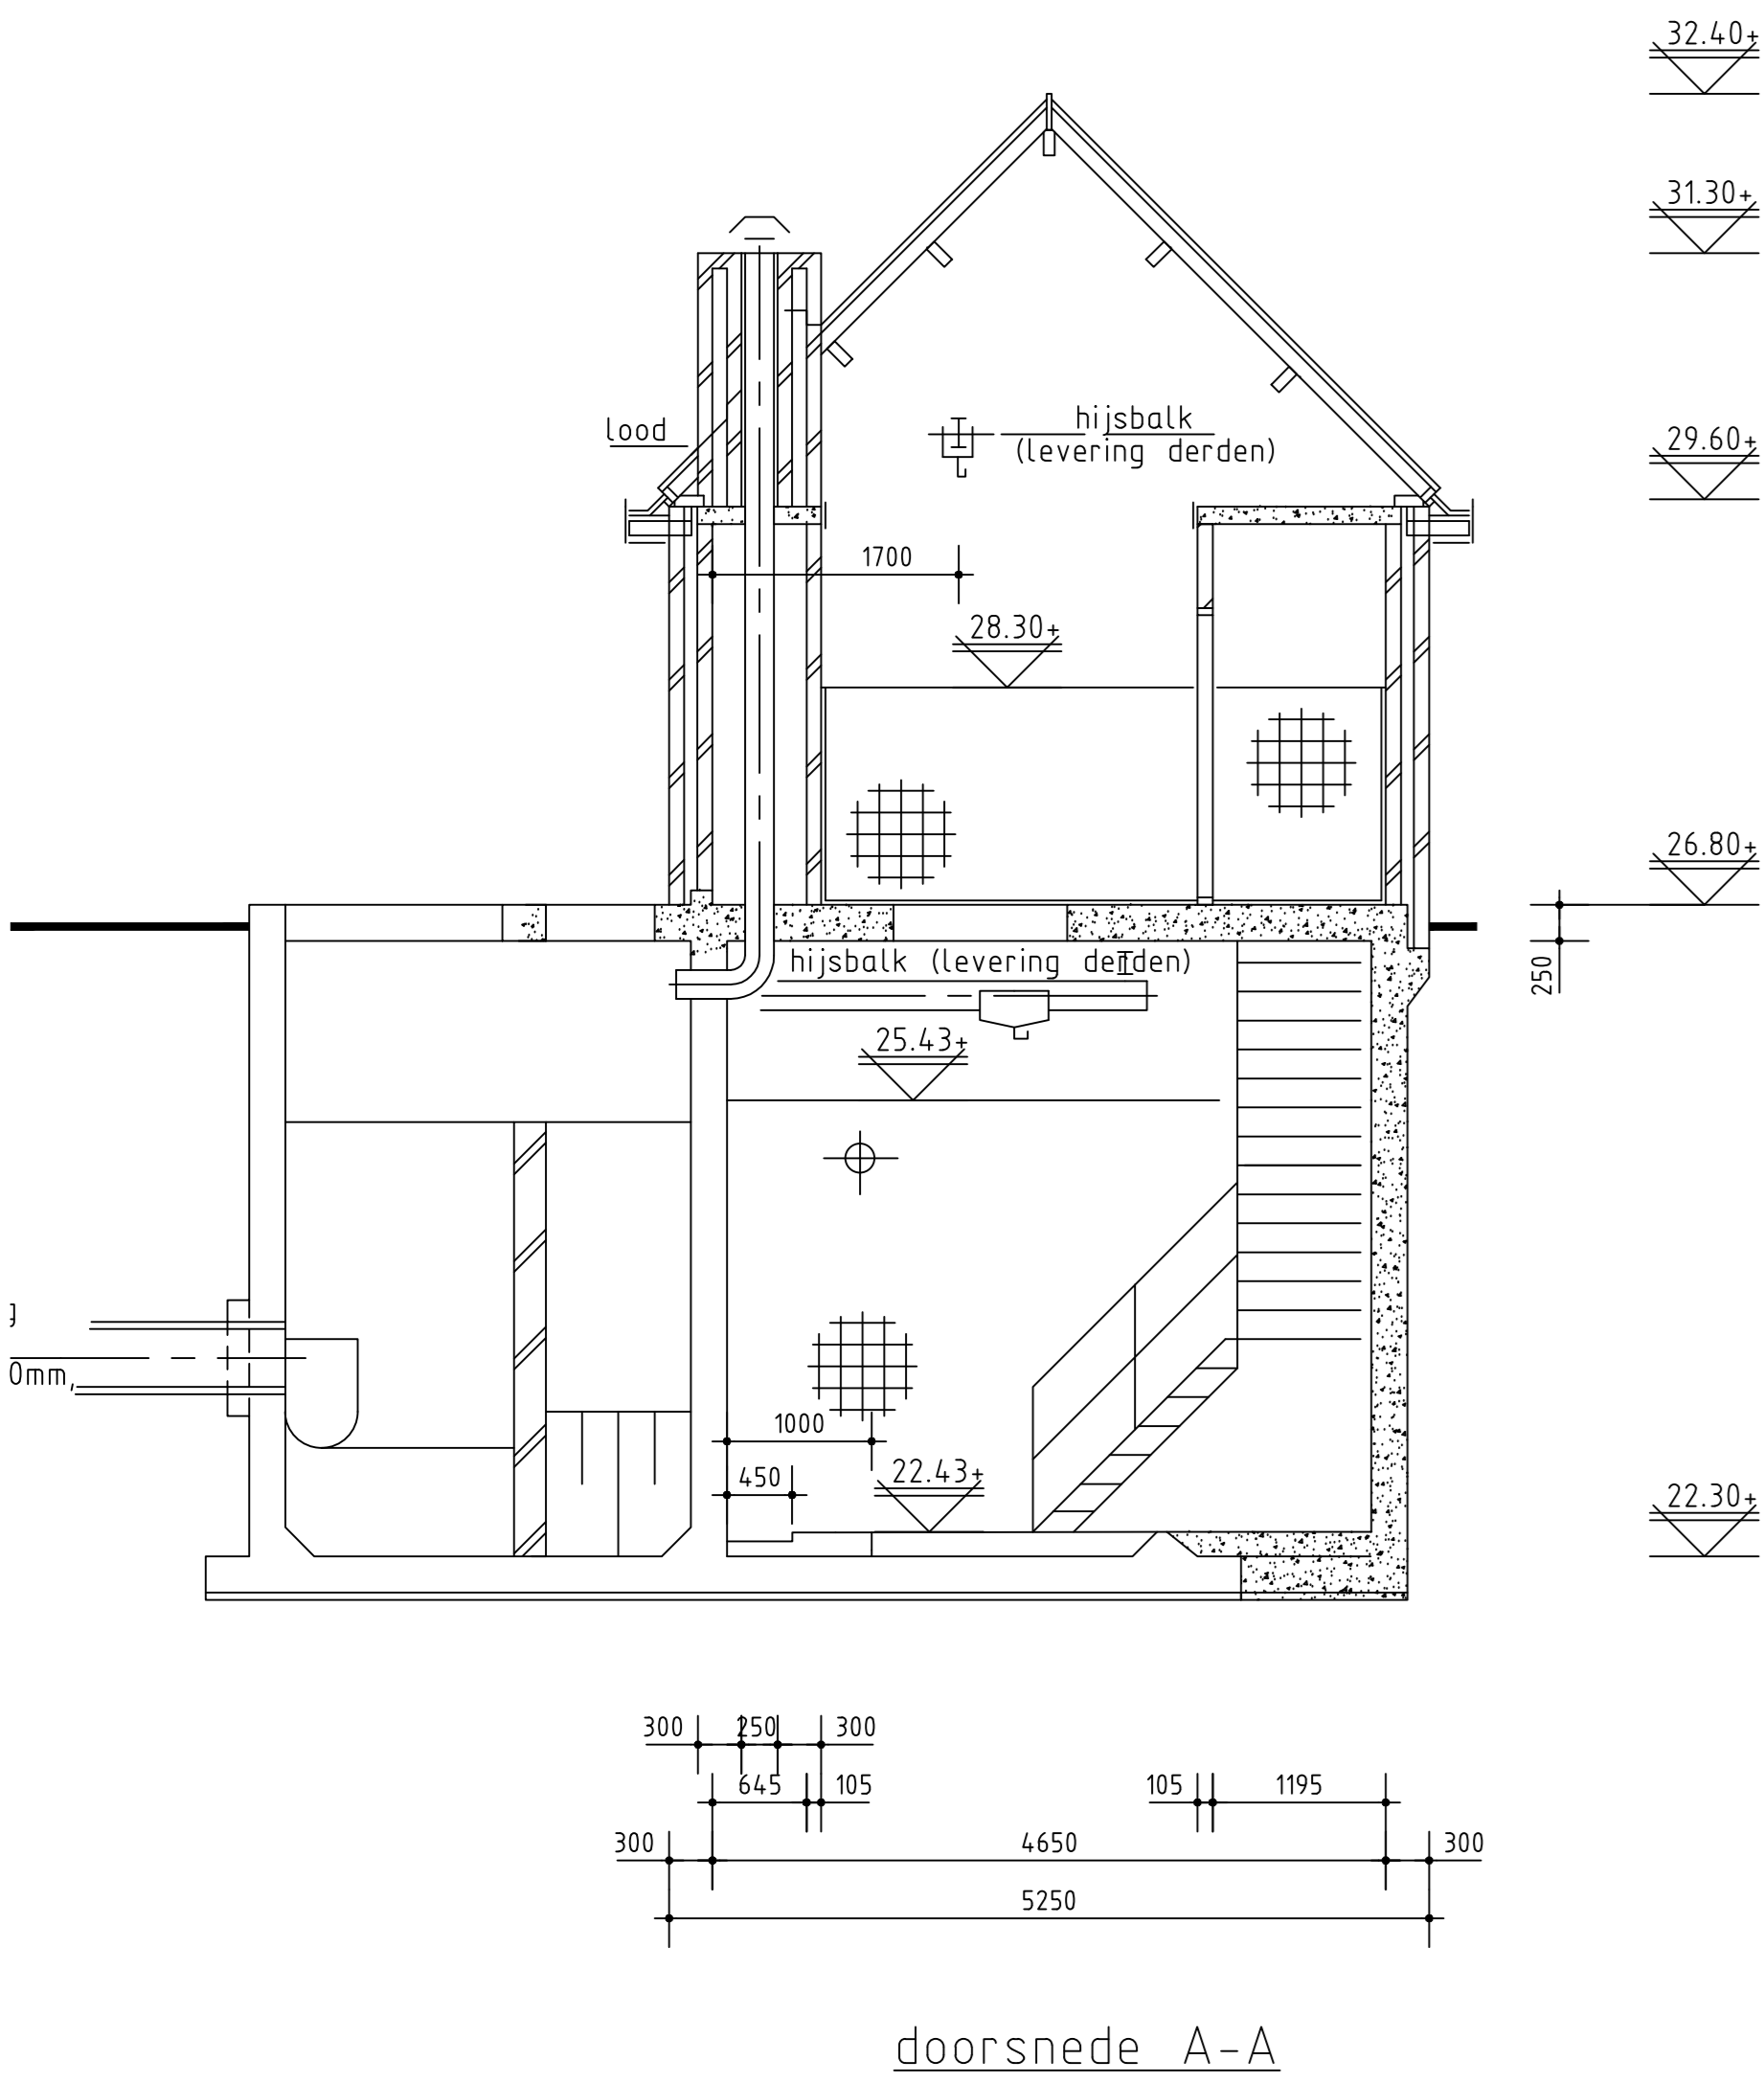 32.40+
31.30+
lood
hijsbalk
(levering derden)
29.60+
1700
28.30+
26.80+
250
hijsbalk (levering derden)
25.43+
0mm,
1000
450
22.43+
22.30+
300 250 300
645 105 105 1195
300 4650 300
5250
doorsnede A-A